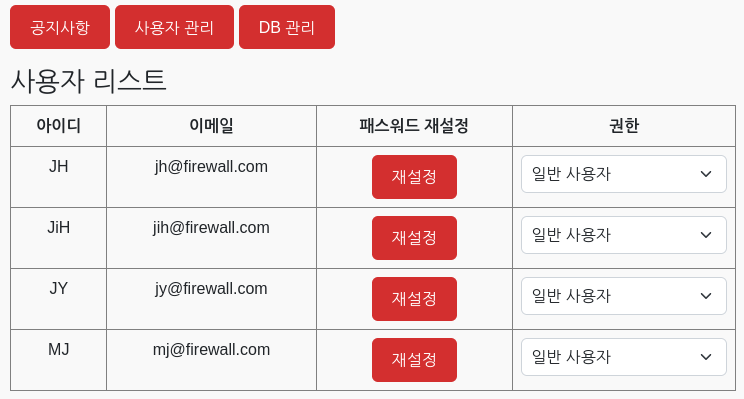 공지사항 사용자 관리 DB 관리
사용자 리스트
아이디 이메일 패스워드 재설정 권한
JH jh@firewall.com 재설정 일반 사용자
JiH jih@firewall.com 재설정 일반 사용자
JY jy@firewall.com 재설정 일반 사용자
MJ mj@firewall.com 재설정 일반 사용자